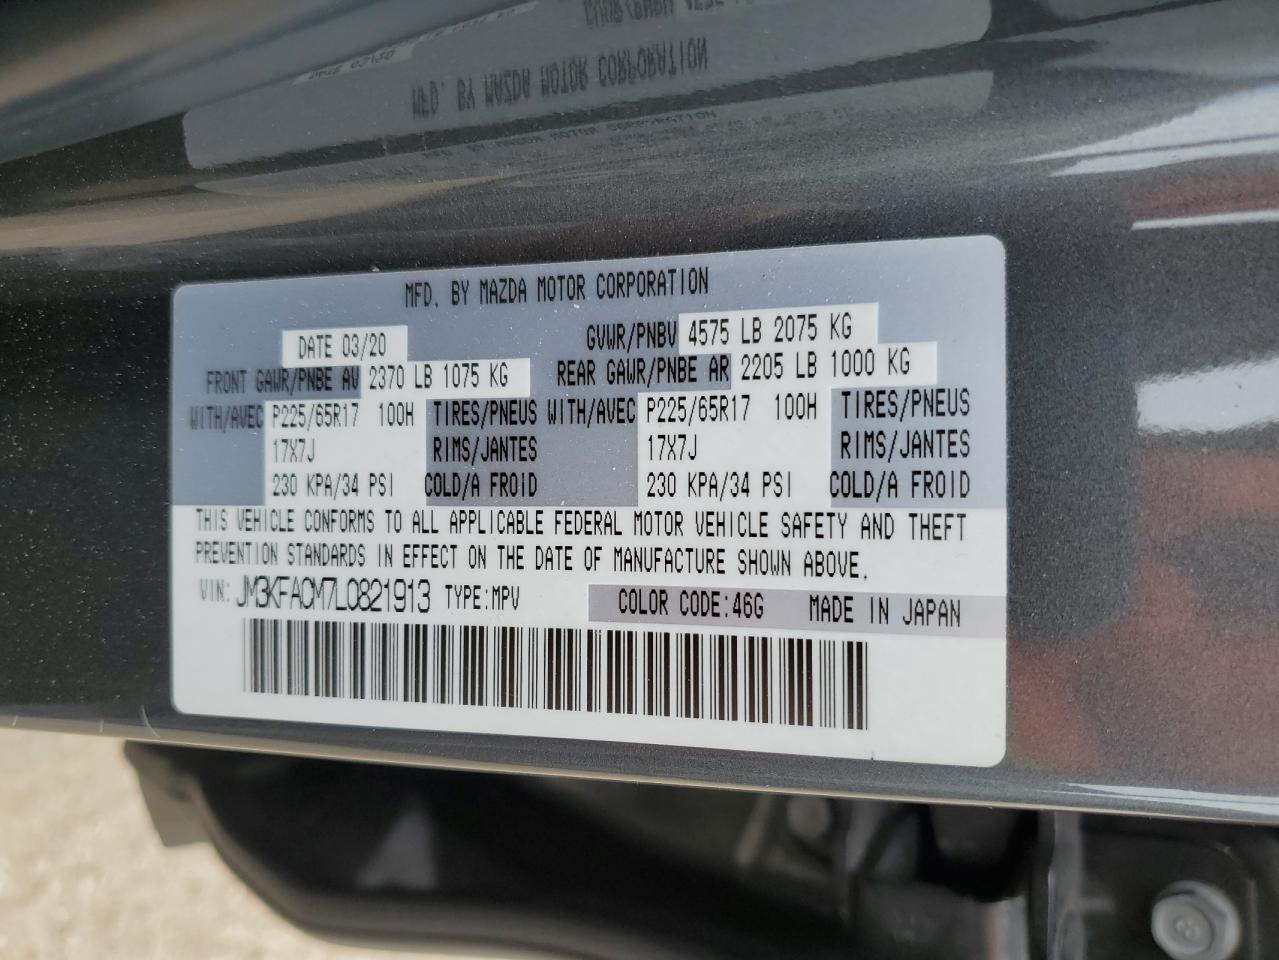 MFD. BY MAZDA MOTOR CORPORATION
DATE 03/20 GVWR/PNBV 4575 LB 2075 KG
FRONT GAWR/PNBE AV 2370 LB 1075 KG REAR GAWR/PNBE AR 2205 LB 1000 KG
WITH/AVEC P225/65R17 100H TIRES/PNEUS WITH/AVEC P225/65R17 100H TIRES/PNEUS
17X7J RIMS/JANTES 17X7J RIMS/JANTES
230 KPA/34 PSI COLD/A FROID 230 KPA/34 PSI COLD/A FROID
THIS VEHICLE CONFORMS TO ALL APPLICABLE FEDERAL MOTOR VEHICLE SAFETY AND THEFT
PREVENTION STANDARDS IN EFFECT ON THE DATE OF MANUFACTURE SHOWN ABOVE.
VIN: JM3KFACM7L0821913 TYPE:MPV COLOR CODE:46G MADE IN JAPAN